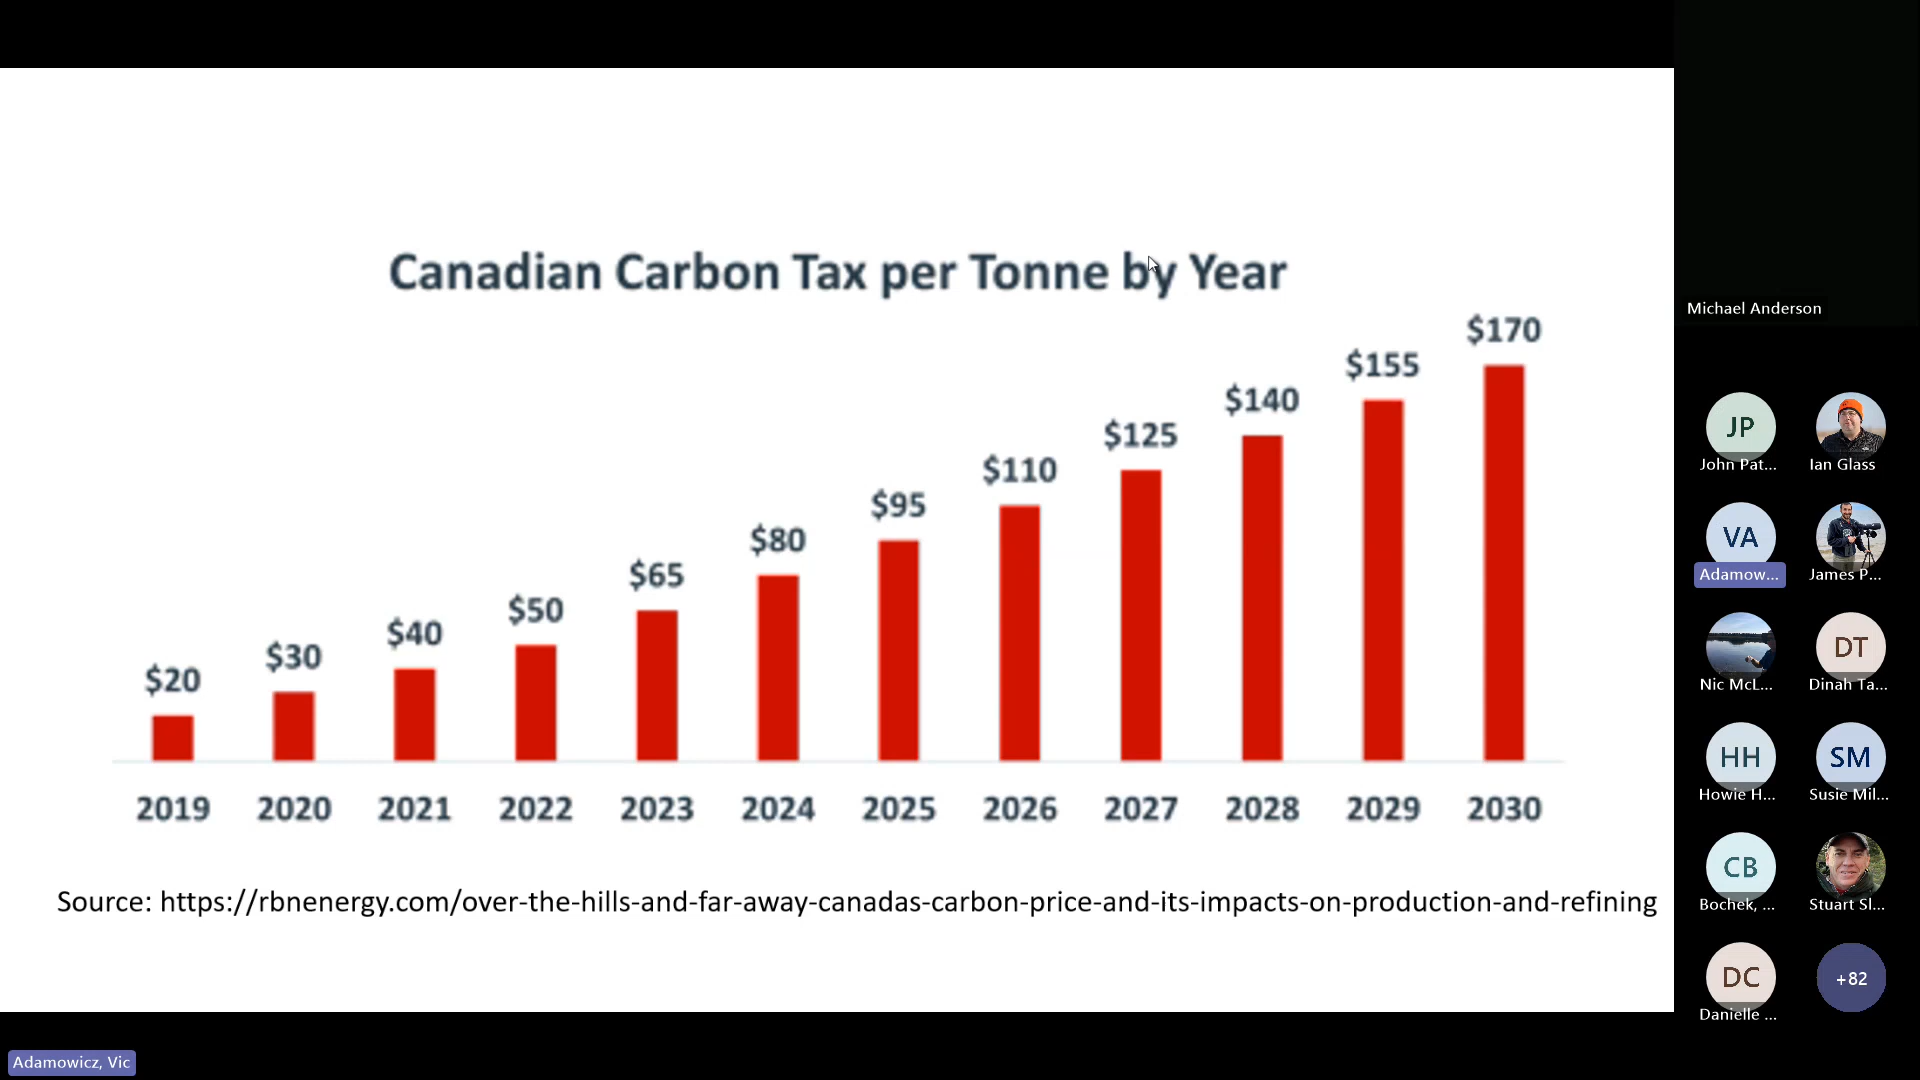 Canadian Carbon Tax per Tonne by Year
$20
$30
$40
$50
$65
$80
$95
$110
$125
$140
$155
$170
2019 2020 2021 2022 2023 2024 2025 2026 2027 2028 2029 2030
Source: https://rbnenergy.com/over-the-hills-and-far-away-canadas-carbon-price-and-its-impacts-on-production-and-refining
Adamowicz, Vic
Michael Anderson
JP
John Pat...
Ian Glass
VA
Adamow...
James P...
Nic McL...
DT
Dinah Ta...
HH
Howie H...
SM
Susie Mil...
CB
Bochek, ...
Stuart Sl...
DC
Danielle ...
+82